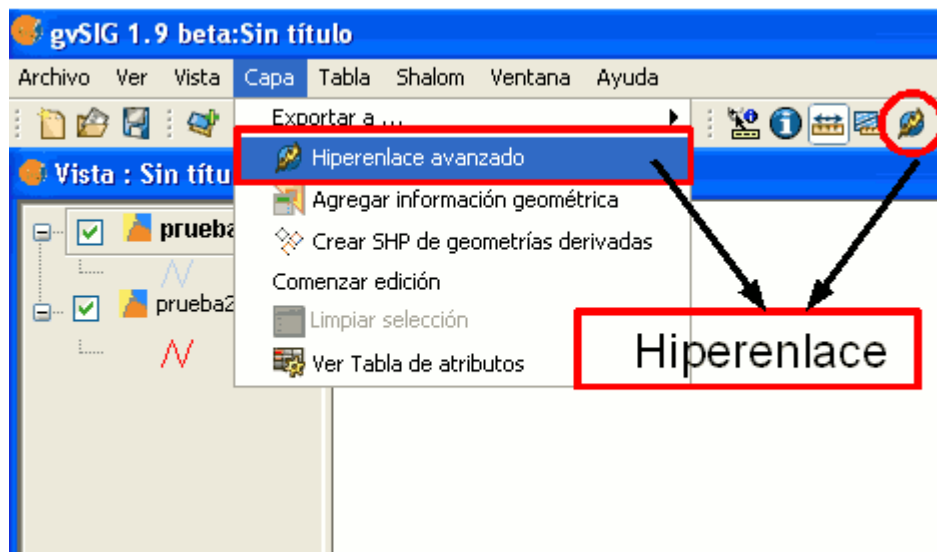 gvSIG 1.9 beta:Sin título
Archivo Ver Vista Capa Tabla Shalom Ventana Ayuda
Exportar a ...
Hiperenlace avanzado
Vista : Sin títu
Agregar información geométrica
prueba
Crear SHP de geometrías derivadas
Comenzar edición
prueba2
Limpiar selección
Hiperenlace
Ver Tabla de atributos